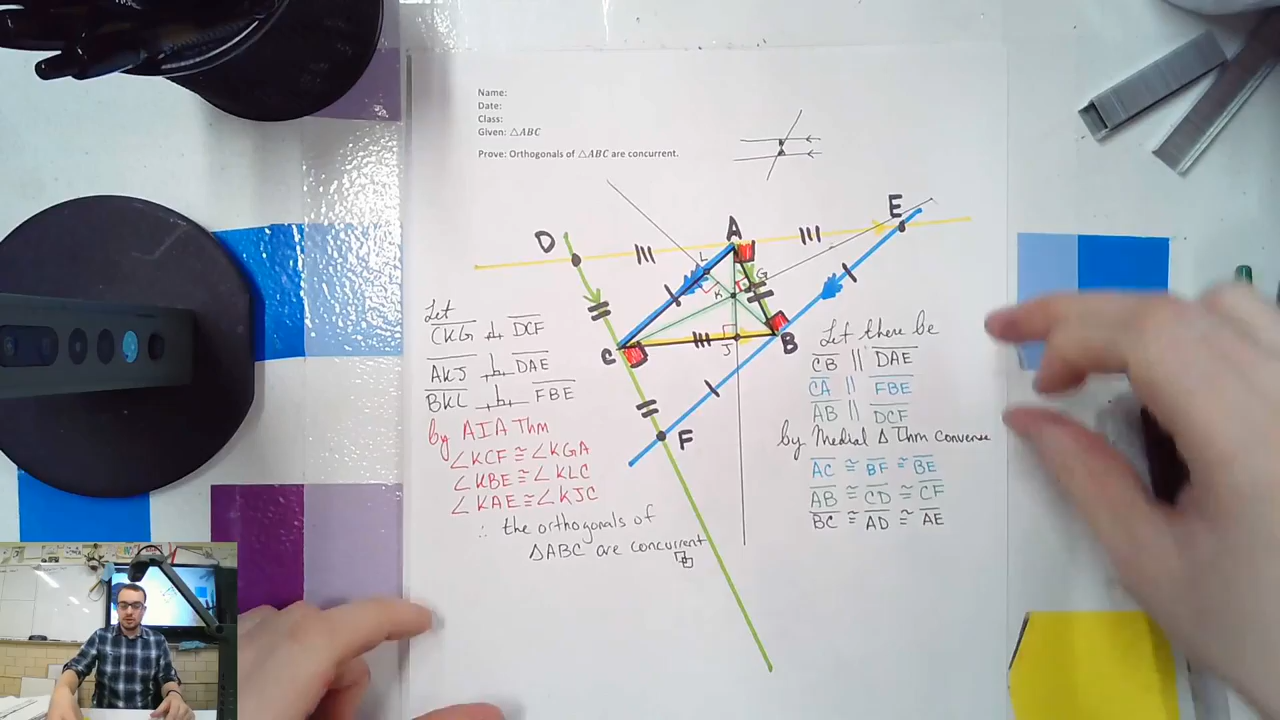 Name:
Date:
Class:
Given: △ABC
Prove: Orthogonals of △ABC are concurrent.
D
A
E
L
G
K
C
J
B
F
Let
CKG ⊥ DCF
AKJ ⊥ DAE
BKL ⊥ FBE
by AIA Thm
∠KCF ≅ ∠KGA
∠KBE ≅ ∠KLC
∠KAE ≅ ∠KJC
∴ the orthogonals of
△ABC are concurrent
Let there be
CB || DAE
CA || FBE
AB || DCF
by Medial △ Thm converse
AC ≅ BF ≅ BE
AB ≅ CD ≅ CF
BC ≅ AD ≅ AE